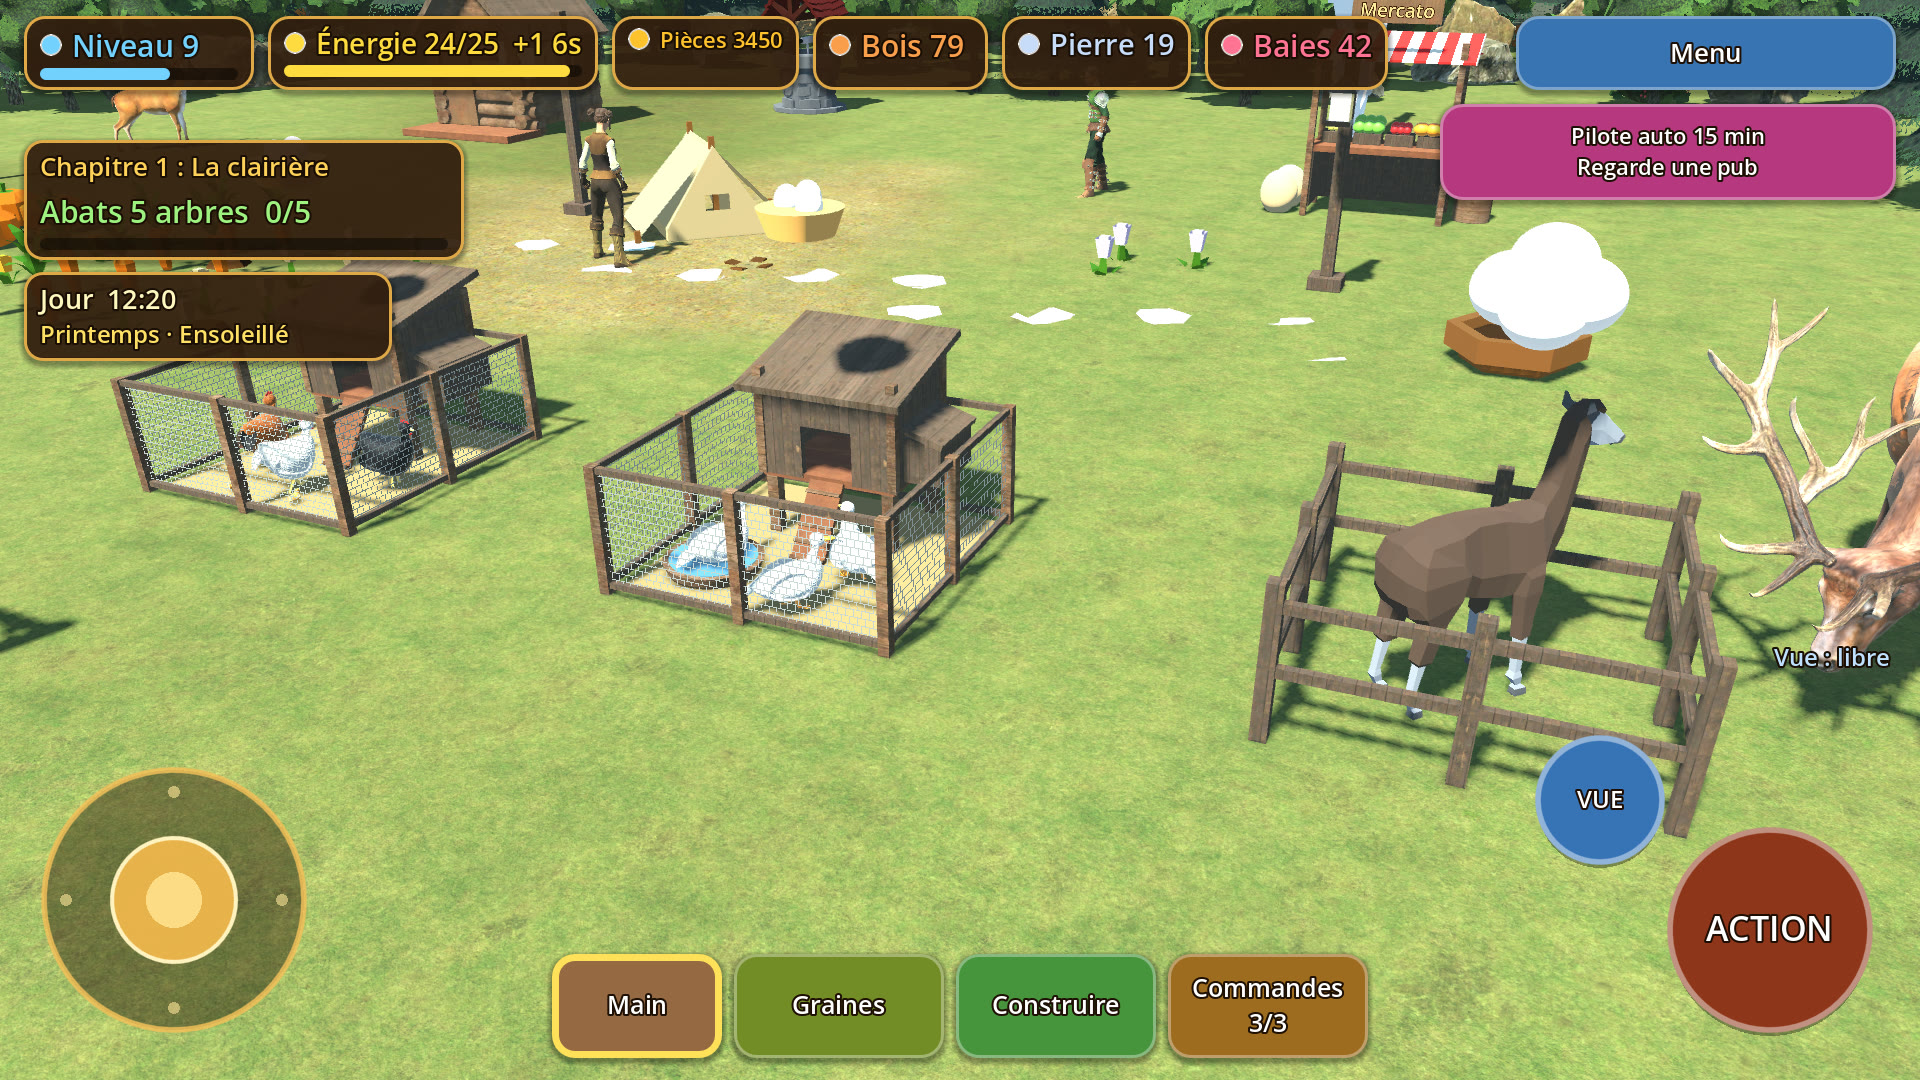 Niveau 9
Énergie 24/25 +1 6s
Pièces 3450
Bois 79
Pierre 19
Baies 42
Mercato
Menu
Pilote auto 15 min
Regarde une pub
Chapitre 1 : La clairière
Abats 5 arbres 0/5
Jour 12:20
Printemps · Ensoleillé
Vue : libre
VUE
ACTION
Main
Graines
Construire
Commandes
3/3